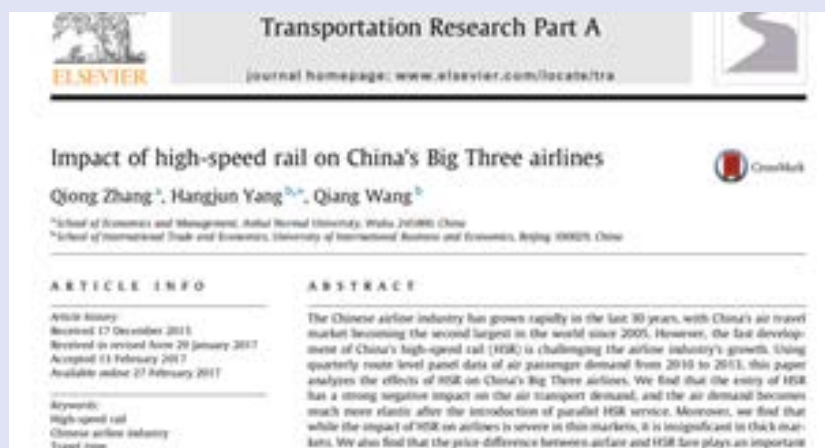 Transportation Research Part A
ELSEVIER
journal homepage: www.elsevier.com/locate/tra
Impact of high-speed rail on China's Big Three airlines
CrossMark
Qiong Zhang a, Hangjun Yang b,*, Qiang Wang b
a School of Economics and Management, Anhui Normal University, Wuhu 241000, China
b School of International Trade and Economics, University of International Business and Economics, Beijing 100029, China
ARTICLE INFO
Article history:
Received 17 December 2015
Received in revised form 29 January 2017
Accepted 13 February 2017
Available online 27 February 2017
Keywords:
High-speed rail
Chinese airline industry
Travel time
ABSTRACT
The Chinese airline industry has grown rapidly in the last 30 years, with China's air travel
market becoming the second largest in the world since 2005. However, the fast develop-
ment of China's high-speed rail (HSR) is challenging the airline industry's growth. Using
quarterly route level panel data of air passenger demand from 2010 to 2013, this paper
analyzes the effects of HSR on China's Big Three airlines. We find that the entry of HSR
has a strong negative impact on the air transport demand, and the air demand becomes
much more elastic after the introduction of parallel HSR service. Moreover, we find that
while the impact of HSR on airlines is severe in thin markets, it is insignificant in thick mar-
kets. We also find that the price difference between airfare and HSR fare plays an important